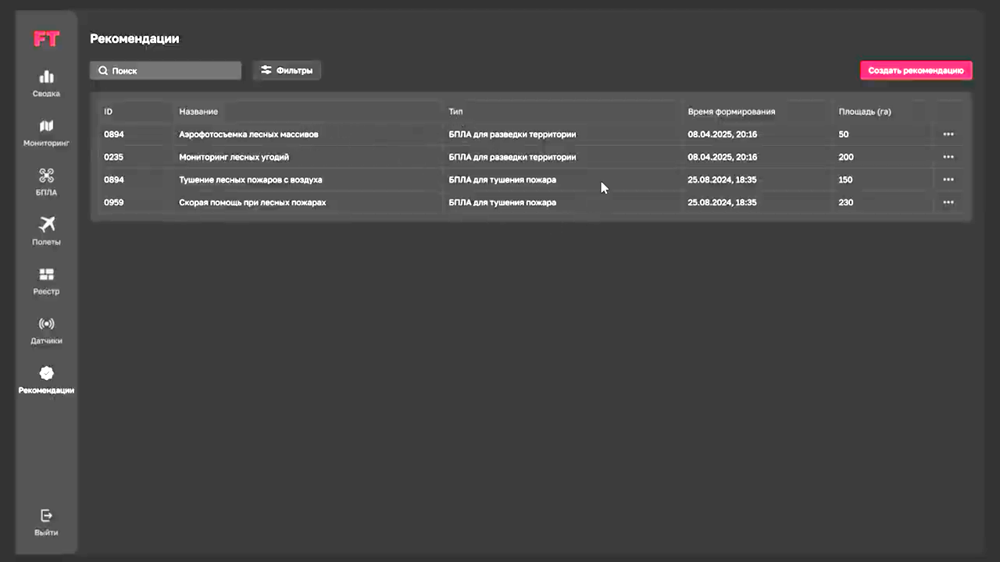 FT
Сводка
Мониторинг
БПЛА
Полеты
Реестр
Датчики
Рекомендации
Выйти
Рекомендации
Поиск
Фильтры
Создать рекомендацию
ID Название Тип Время формирования Площадь (га)
0894 Аэрофотосъемка лесных массивов БПЛА для разведки территории 08.04.2025, 20:16 50
0235 Мониторинг лесных угодий БПЛА для разведки территории 08.04.2025, 20:16 200
0894 Тушение лесных пожаров с воздуха БПЛА для тушения пожара 25.08.2024, 18:35 150
0959 Скорая помощь при лесных пожарах БПЛА для тушения пожара 25.08.2024, 18:35 230